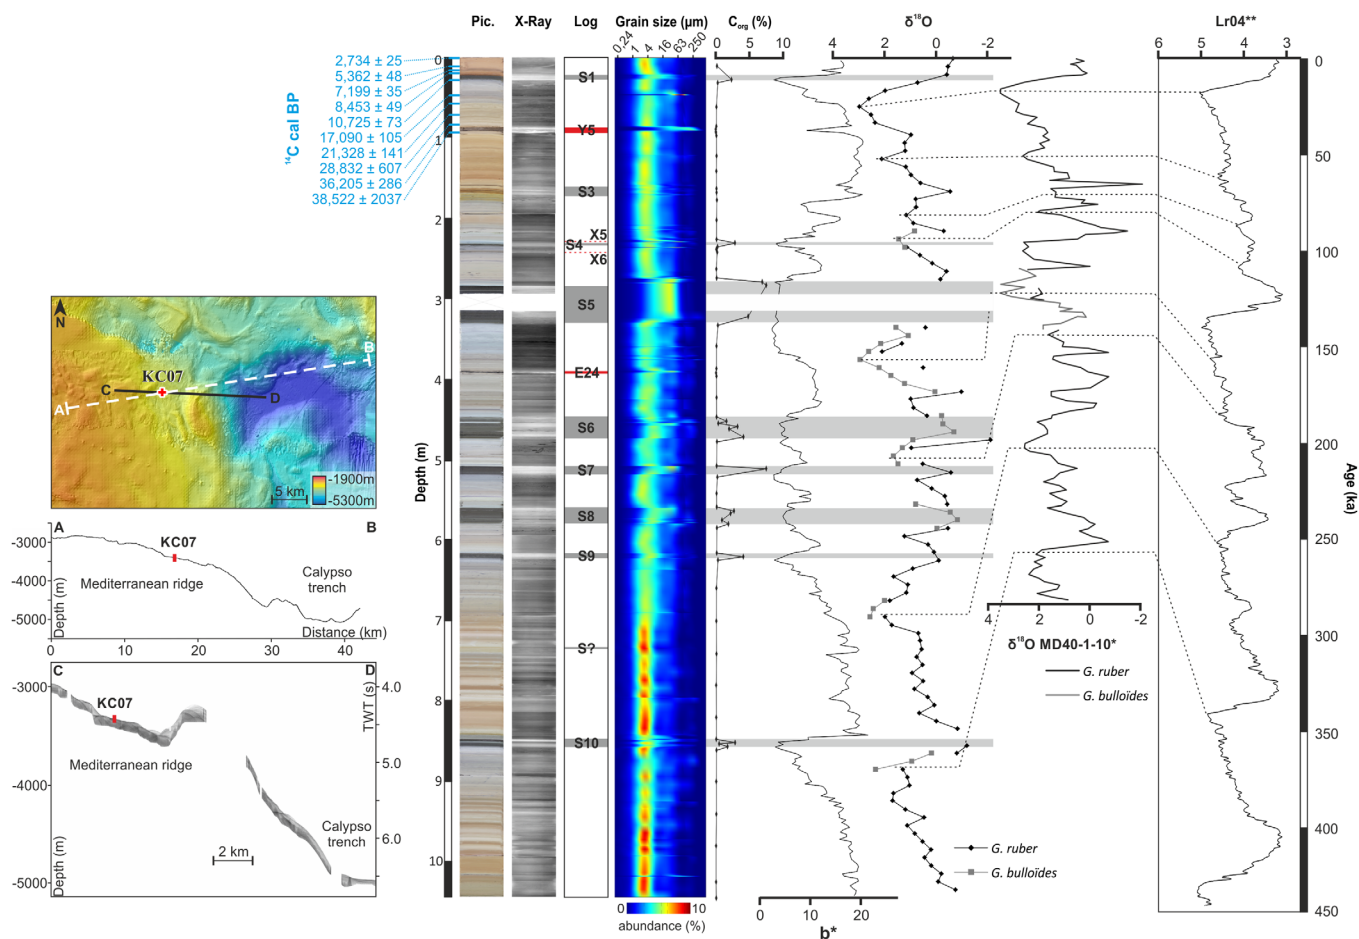 Pic. X-Ray Log Grain size (µm) Corg (%) δ¹⁸O Lr04**
0,24 1 4 16 63 250
0 5 10
4 2 0 -2
6 5 4 3
¹⁴C cal BP
2,734 ± 25
5,362 ± 48
7,199 ± 35
8,453 ± 49
10,725 ± 73
17,090 ± 105
21,328 ± 141
28,832 ± 607
36,205 ± 286
38,522 ± 2037
Depth (m)
0
1
2
3
4
5
6
7
8
9
10
S1
Y5
S3
X5
S4
X6
S5
E24
S6
S7
S8
S9
S?
S10
0 10
abundance (%)
0 10 20
b*
G. ruber
G. bulloïdes
4 2 0 -2
δ¹⁸O MD40-1-10*
G. ruber
G. bulloïdes
Age (ka)
0
50
100
150
200
250
300
350
400
450
N
B
KC07
C
A
D
-1900m
5 km
-5300m
A B
KC07
-3000
-4000
-5000
Mediterranean ridge
Calypso
trench
Depth (m)
Distance (km)
0 10 20 30 40
C D
KC07
-3000
-4000
-5000
4.0
5.0
6.0
TWT (s)
Mediterranean ridge
Calypso
trench
2 km
Depth (m)